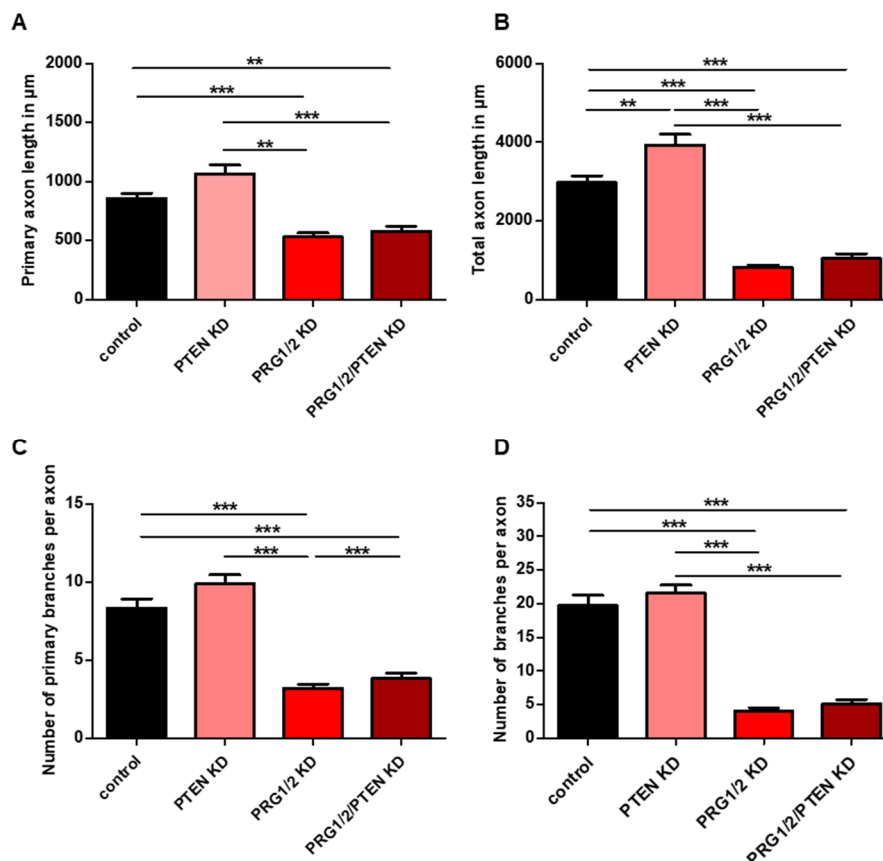 A
Primary axon length in µm
2000
1500
1000
500
0
**
***
***
**
control
PTEN KD
PRG1/2 KD
PRG1/2/PTEN KD
B
Total axon length in µm
6000
4000
2000
0
***
***
** ***
***
control
PTEN KD
PRG1/2 KD
PRG1/2/PTEN KD
C
Number of primary branches per axon
15
10
5
0
***
***
*** ***
control
PTEN KD
PRG1/2 KD
PRG1/2/PTEN KD
D
Number of branches per axon
35
30
25
20
15
10
5
0
***
***
***
***
control
PTEN KD
PRG1/2 KD
PRG1/2/PTEN KD